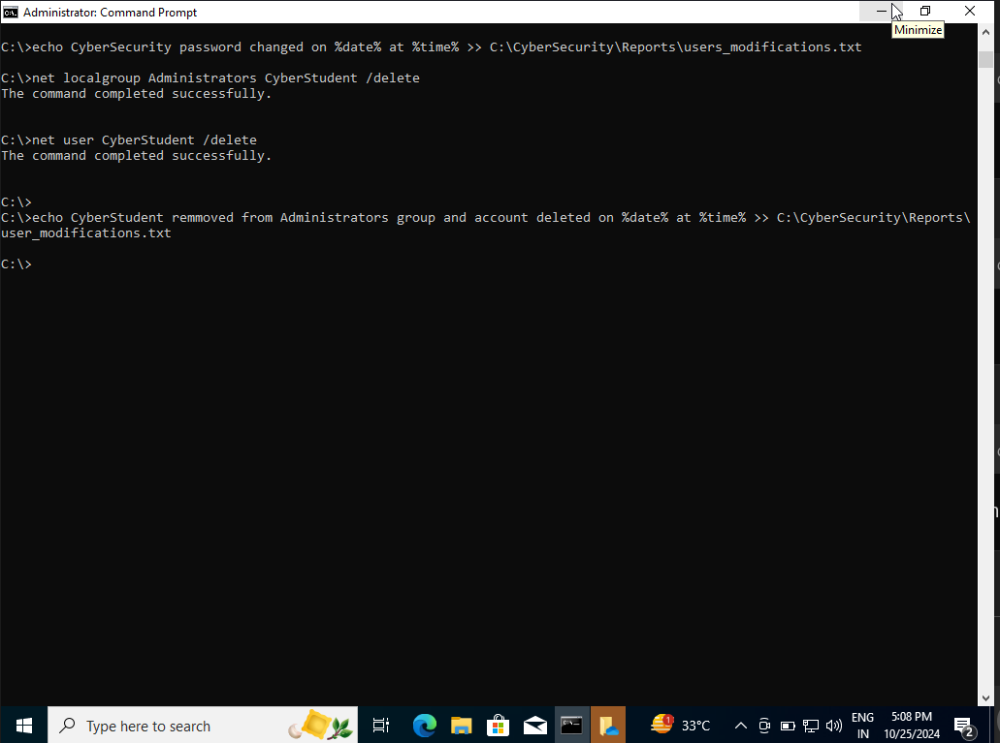 Administrator: Command Prompt
Minimize
C:\>echo CyberSecurity password changed on %date% at %time% >> C:\CyberSecurity\Reports\users_modifications.txt
C:\>net localgroup Administrators CyberStudent /delete
The command completed successfully.
C:\>net user CyberStudent /delete
The command completed successfully.
C:\>
C:\>echo CyberStudent remmoved from Administrators group and account deleted on %date% at %time% >> C:\CyberSecurity\Reports\
user_modifications.txt
C:\>
Type here to search
1
33°C
ENG
IN
5:08 PM
10/25/2024
2